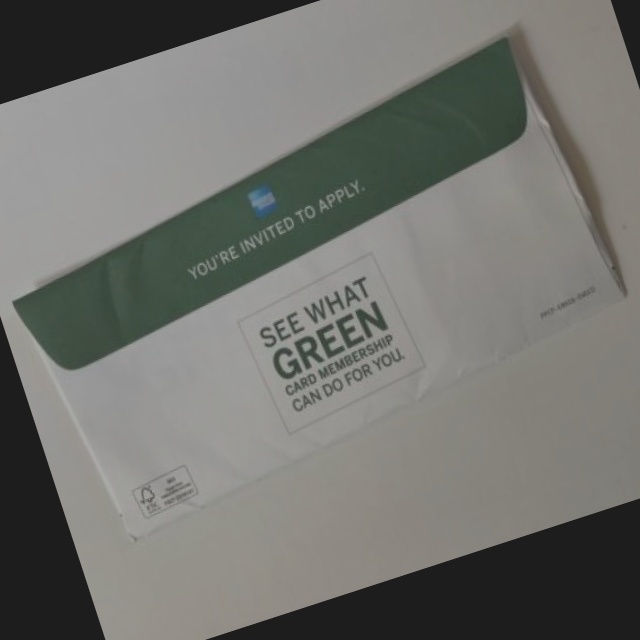 YOU'RE INVITED TO APPLY.
SEE WHAT
GREEN
CARD MEMBERSHIP
CAN DO FOR YOU.